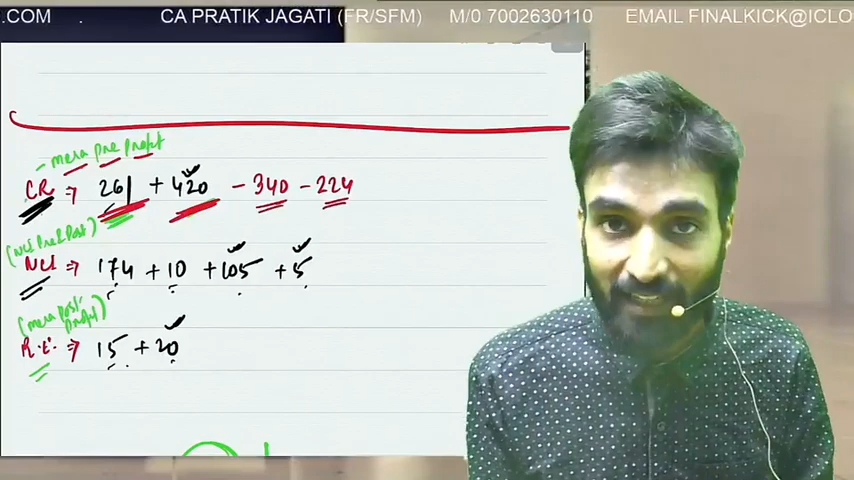 .COM . CA PRATIK JAGATI (FR/SFM) M/0 7002630110 EMAIL FINALKICK@ICLO
- mera pre profit
CR ⇒ 261 + 420 - 340 - 224
(NCI Pre & Post)
NCI ⇒ 174 + 10 + 105 + 5
(mera post profit)
R.E. ⇒ 15 + 20